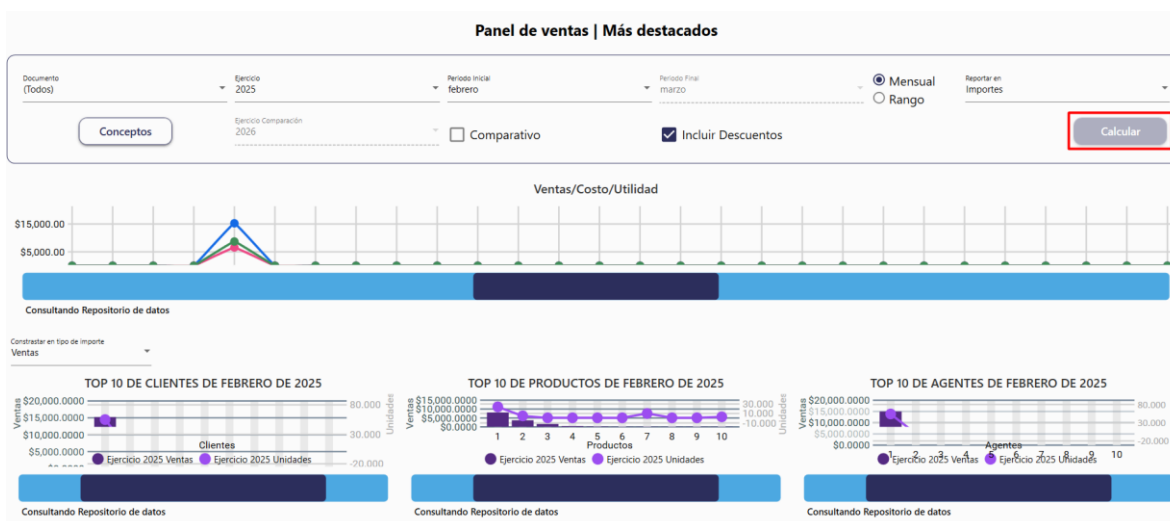 Panel de ventas | Más destacados
Documento
(Todos)
Ejercicio
2025
Periodo Inicial
febrero
Periodo Final
marzo
Mensual
Rango
Reportar en
Importes
Conceptos
Ejercicio Comparación
2026
Comparativo
Incluir Descuentos
Calcular
Ventas/Costo/Utilidad
$15,000.00
$5,000.00
Consultando Repositorio de datos
Constrastar en tipo de importe
Ventas
TOP 10 DE CLIENTES DE FEBRERO DE 2025
Ventas
$20,000.0000
$15,000.0000
$10,000.0000
$5,000.0000
80.000
30.000
-20.000
Unidades
Clientes
Ejercicio 2025 Ventas
Ejercicio 2025 Unidades
Consultando Repositorio de datos
TOP 10 DE PRODUCTOS DE FEBRERO DE 2025
Ventas
$15,000.0000
$10,000.0000
$5,000.0000
$0.0000
30.000
10.000
-10.000
Unidades
1 2 3 4 5 6 7 8 9 10
Productos
Ejercicio 2025 Ventas
Ejercicio 2025 Unidades
Consultando Repositorio de datos
TOP 10 DE AGENTES DE FEBRERO DE 2025
Ventas
$20,000.0000
$15,000.0000
$10,000.0000
$5,000.0000
80.000
30.000
-20.000
Unidades
Agentes
2 3 4 5 6 7 8 9 10
Ejercicio 2025 Ventas
Ejercicio 2025 Unidades
Consultando Repositorio de datos